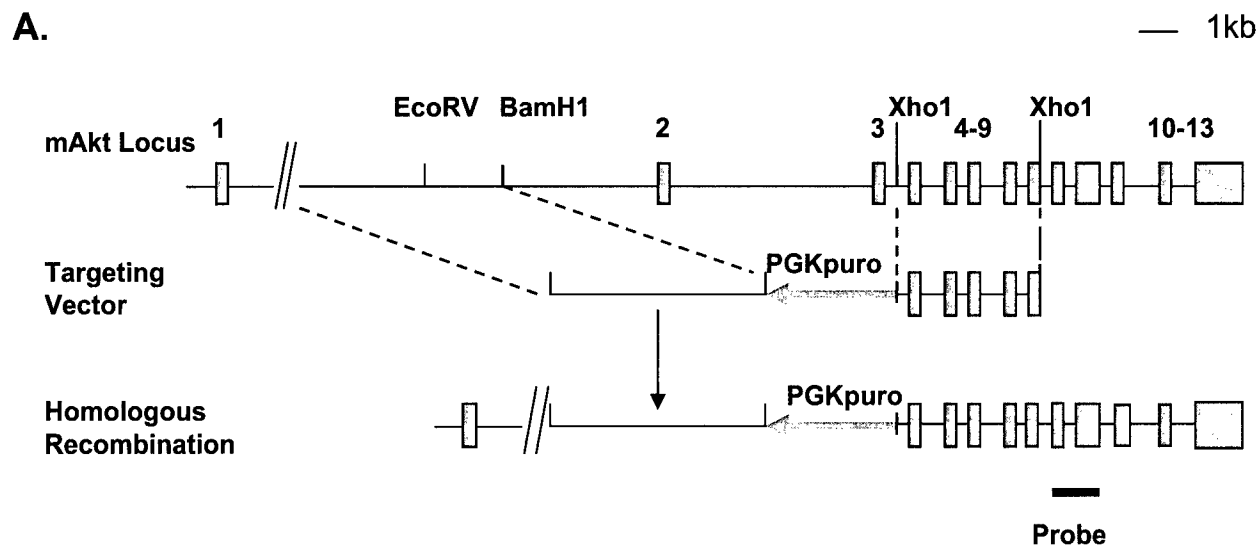 A.
1kb
EcoRV BamH1 Xho1 Xho1
mAkt Locus 1 2 3 4-9 10-13
Targeting
Vector
PGKpuro
Homologous
Recombination
PGKpuro
Probe